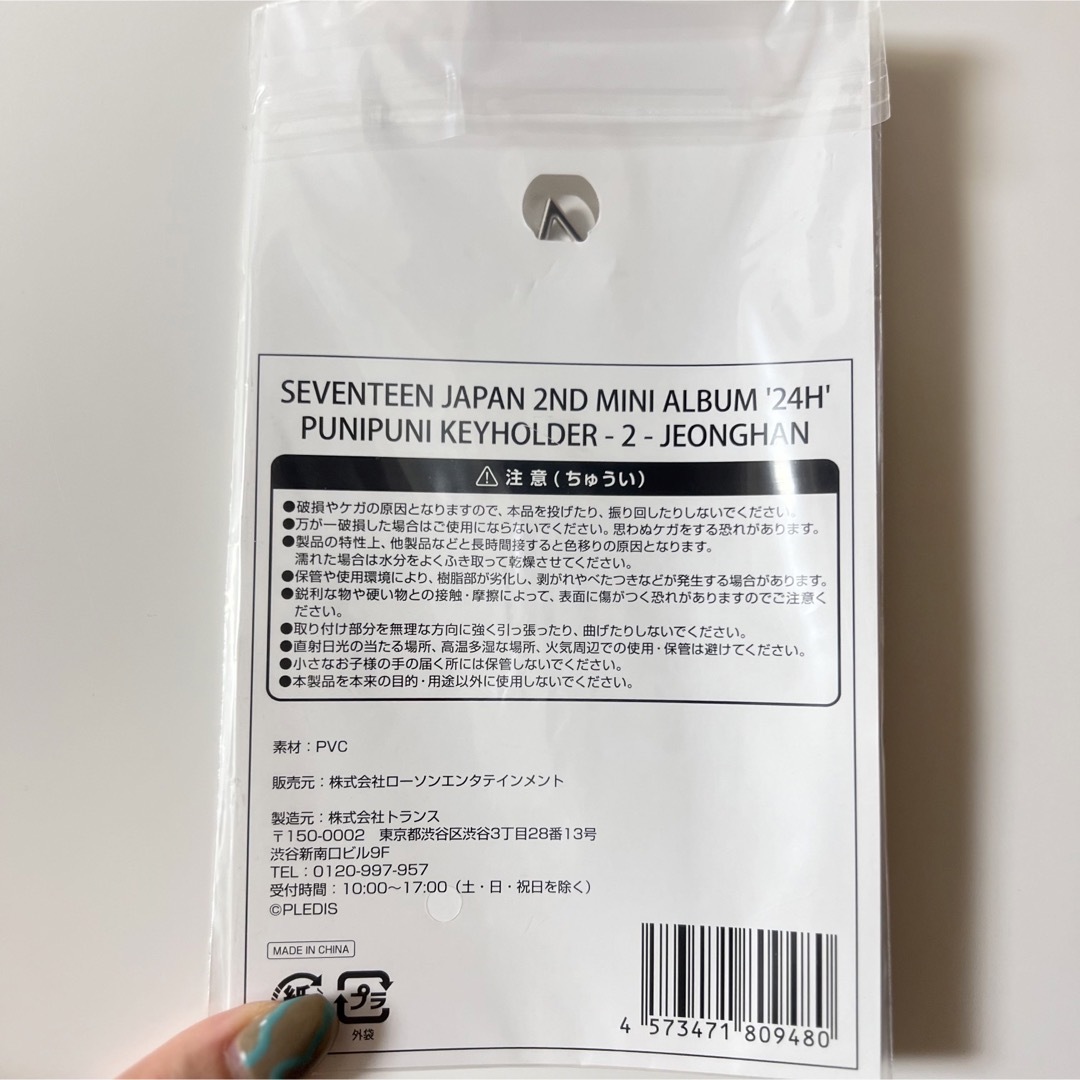 SEVENTEEN JAPAN 2ND MINI ALBUM '24H'
PUNIPUNI KEYHOLDER - 2 - JEONGHAN
注意(ちゅうい)
●破損やケガの原因となりますので、本品を投げたり、振り回したりしないでください。
●万が一破損した場合はご使用にならないでください。思わぬケガをする恐れがあります。
●製品の特性上、他製品などと長時間接すると色移りの原因となります。
濡れた場合は水分をよくふき取って乾燥させてください。
●保管や使用環境により、樹脂部が劣化し、剥がれやべたつきなどが発生する場合があります。
●鋭利な物や硬い物との接触・摩擦によって、表面に傷がつく恐れがありますのでご注意く
ださい。
●取り付け部分を無理な方向に強く引っ張ったり、曲げたりしないでください。
●直射日光の当たる場所、高温多湿な場所、火気周辺での使用・保管は避けてください。
●小さなお子様の手の届く所には保管しないでください。
●本製品を本来の目的・用途以外に使用しないでください。
素材：PVC
販売元：株式会社ローソンエンタテインメント
製造元：株式会社トランス
〒150-0002 東京都渋谷区渋谷3丁目28番13号
渋谷新南口ビル9F
TEL：0120-997-957
受付時間：10:00～17:00（土・日・祝日を除く）
©PLEDIS
MADE IN CHINA
紙 プラ
外袋
4 573471 809480